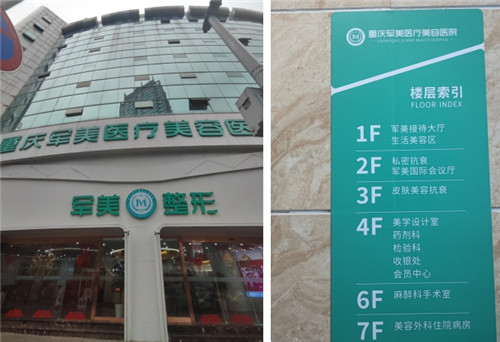 重庆军美医疗美容医
军美
M
整形
重庆军美医疗美容医院
楼层索引
FLOOR INDEX
1F
军美接待大厅
生活美容区
2F
私密抗衰
军美国际会议厅
3F
皮肤美容抗衰
4F
美学设计室
药剂科
检验科
收银处
会员中心
6F
麻醉科手术室
7F
美容外科住院病房